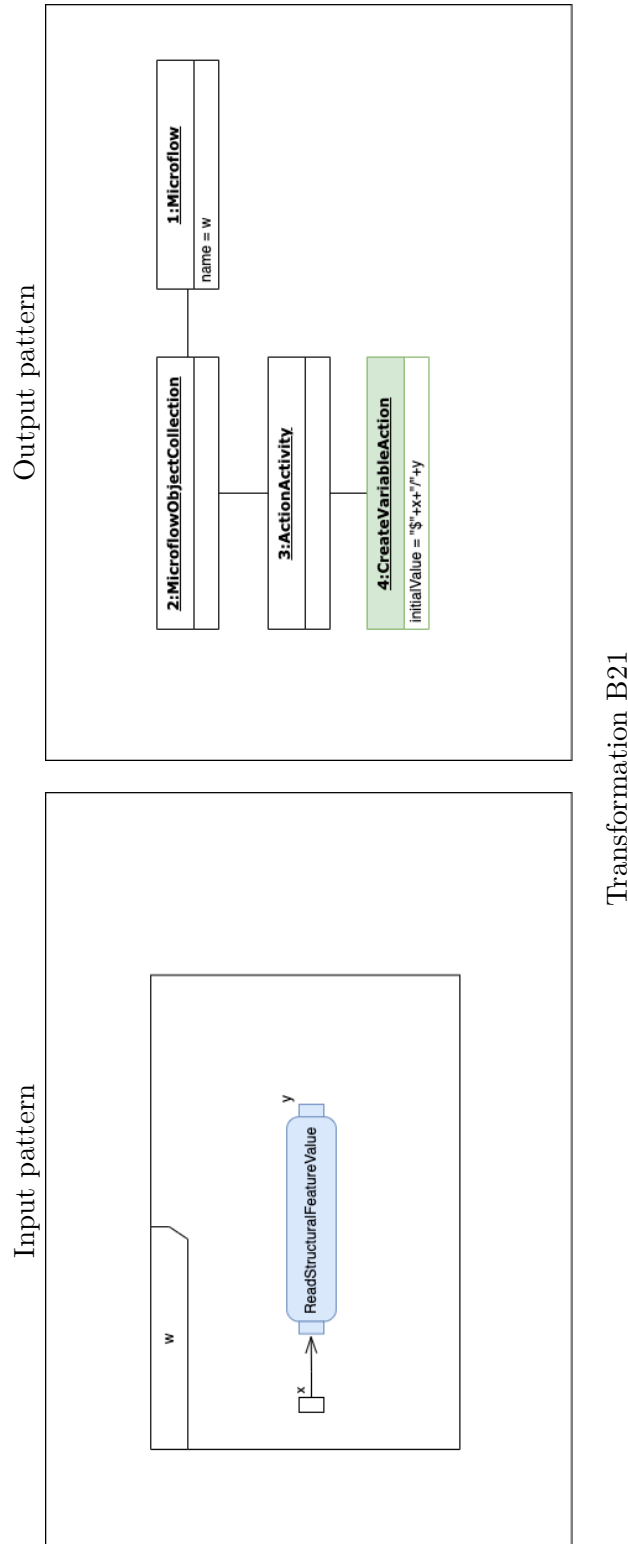 Input pattern
w
x
ReadStructuralFeatureValue
y
Output pattern
2:MicroflowObjectCollection
1:Microflow
name = w
3:ActionActivity
4:CreateVariableAction
initialValue = "$"+x+"/"+y
Transformation B21